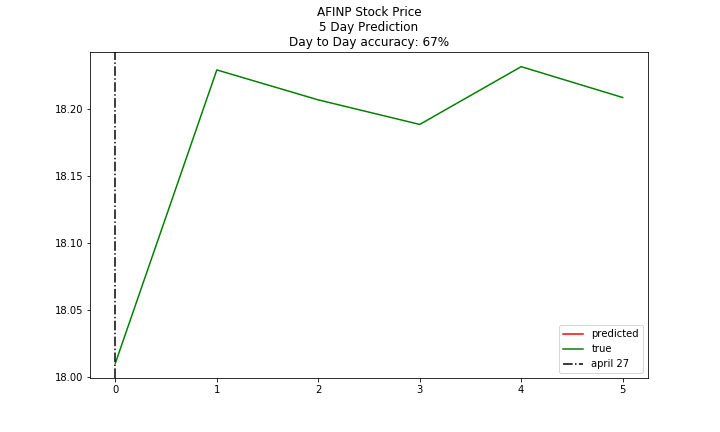 AFINP Stock Price
5 Day Prediction
Day to Day accuracy: 67%
18.20
18.15
18.10
18.05
18.00
0 1 2 3 4 5
predicted
true
april 27